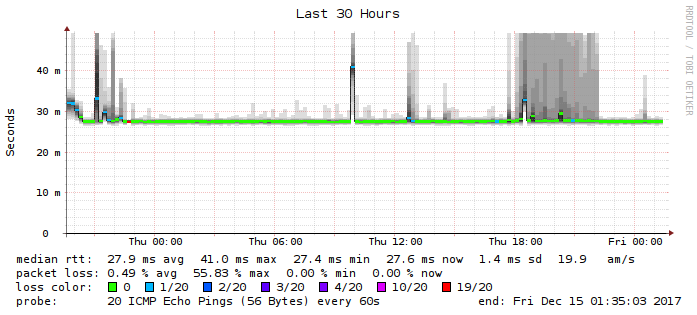 Last 30 Hours
RRDTOOL / TOBI OETIKER
Seconds
40 m
30 m
20 m
10 m
0
Thu 00:00 Thu 06:00 Thu 12:00 Thu 18:00 Fri 00:00
median rtt: 27.9 ms avg 41.0 ms max 27.4 ms min 27.6 ms now 1.4 ms sd 19.9 am/s
packet loss: 0.49 % avg 55.83 % max 0.00 % min 0.00 % now
loss color: 0 1/20 2/20 3/20 4/20 10/20 19/20
probe: 20 ICMP Echo Pings (56 Bytes) every 60s end: Fri Dec 15 01:35:03 2017